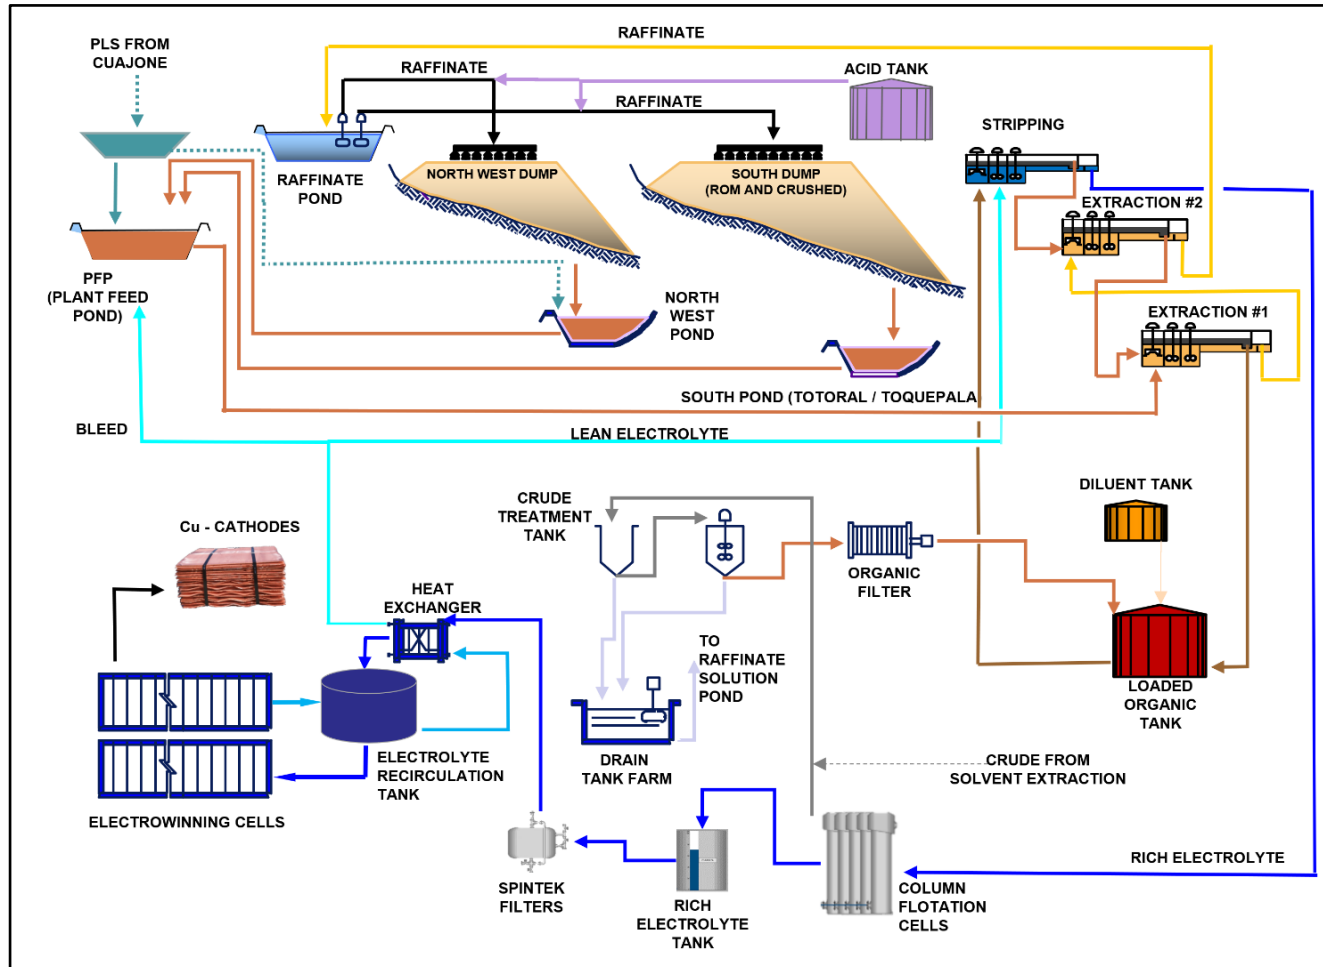 RAFFINATE
PLS FROM
CUAJONE
RAFFINATE
ACID TANK
RAFFINATE
STRIPPING
RAFFINATE
POND
NORTH WEST DUMP
SOUTH DUMP
(ROM AND CRUSHED)
EXTRACTION #2
PFP
(PLANT FEED
POND)
NORTH
WEST
POND
EXTRACTION #1
SOUTH POND (TOTORAL / TOQUEPALA)
BLEED
LEAN ELECTROLYTE
DILUENT TANK
CRUDE
TREATMENT
TANK
Cu - CATHODES
ORGANIC
FILTER
HEAT
EXCHANGER
TO
RAFFINATE
SOLUTION
POND
LOADED
ORGANIC
TANK
DRAIN
TANK FARM
ELECTROLYTE
RECIRCULATION
TANK
CRUDE FROM
SOLVENT EXTRACTION
ELECTROWINNING CELLS
RICH ELECTROLYTE
SPINTEK
FILTERS
RICH
ELECTROLYTE
TANK
COLUMN
FLOTATION
CELLS